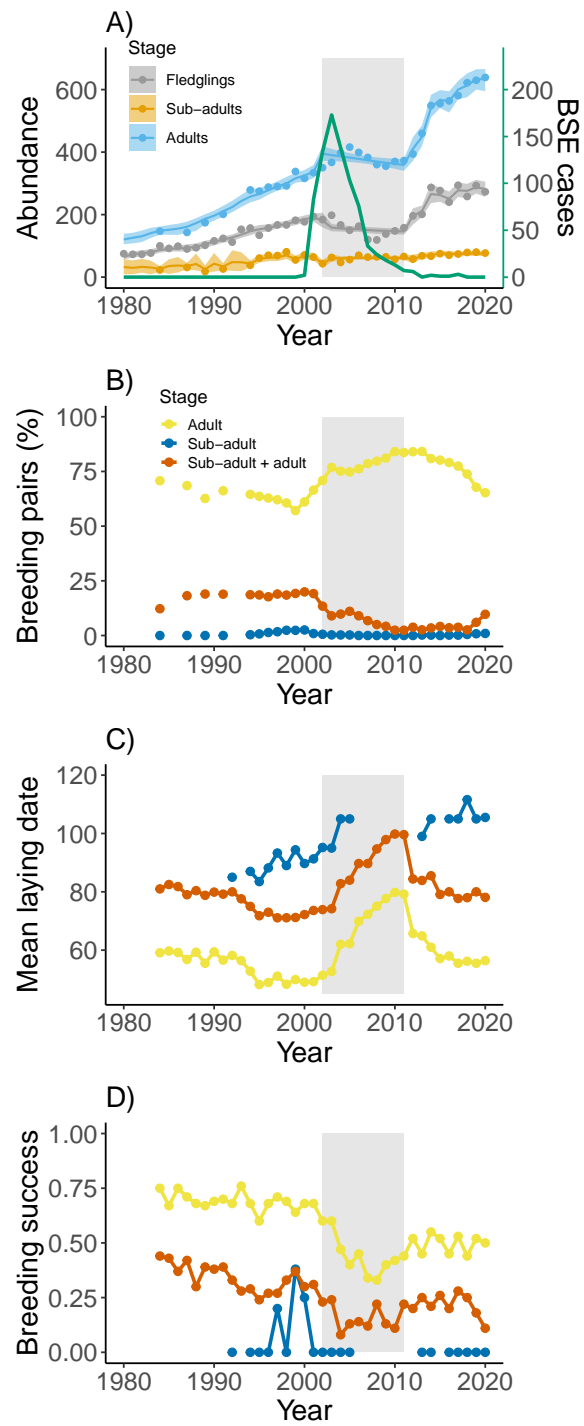 A)
Stage
Fledglings
Sub−adults
Adults
Abundance
BSE cases
600
400
200
0
200
150
100
50
0
1980 1990 2000 2010 2020
Year
B)
Stage
Adult
Sub−adult
Sub−adult + adult
Breeding pairs (%)
100
75
50
25
0
1980 1990 2000 2010 2020
Year
C)
Mean laying date
120
100
80
60
1980 1990 2000 2010 2020
Year
D)
Breeding success
1.00
0.75
0.50
0.25
0.00
1980 1990 2000 2010 2020
Year